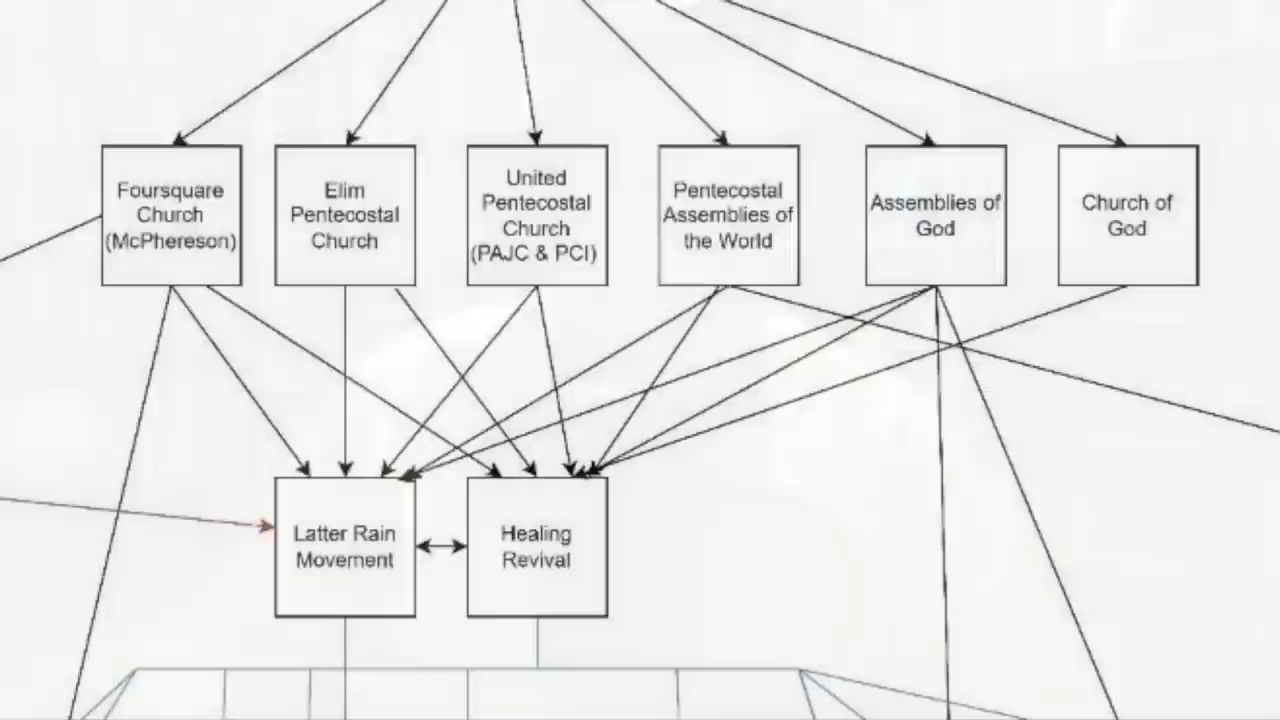 Foursquare
Church
(McPhereson)
Elim
Pentecostal
Church
United
Pentecostal
Church
(PAJC & PCI)
Pentecostal
Assemblies of
the World
Assemblies of
God
Church of
God
Latter Rain
Movement
Healing
Revival